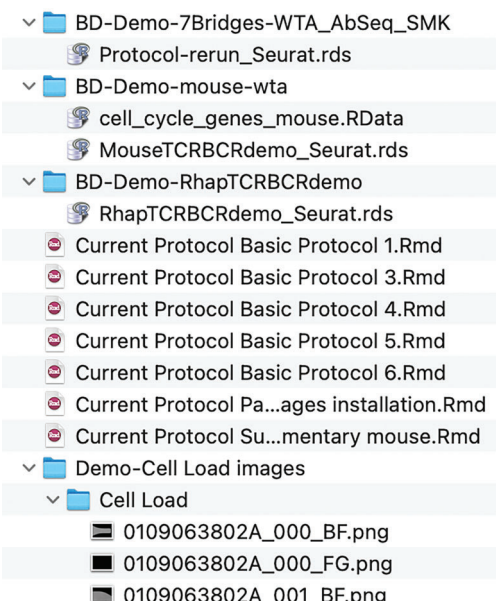 BD-Demo-7Bridges-WTA_AbSeq_SMK
Protocol-rerun_Seurat.rds
BD-Demo-mouse-wta
cell_cycle_genes_mouse.RData
MouseTCRBCRdemo_Seurat.rds
BD-Demo-RhapTCRBCRdemo
RhapTCRBCRdemo_Seurat.rds
Current Protocol Basic Protocol 1.Rmd
Current Protocol Basic Protocol 3.Rmd
Current Protocol Basic Protocol 4.Rmd
Current Protocol Basic Protocol 5.Rmd
Current Protocol Basic Protocol 6.Rmd
Current Protocol Pa...ages installation.Rmd
Current Protocol Su...mentary mouse.Rmd
Demo-Cell Load images
Cell Load
0109063802A_000_BF.png
0109063802A_000_FG.png
0109063802A_001_BF.png